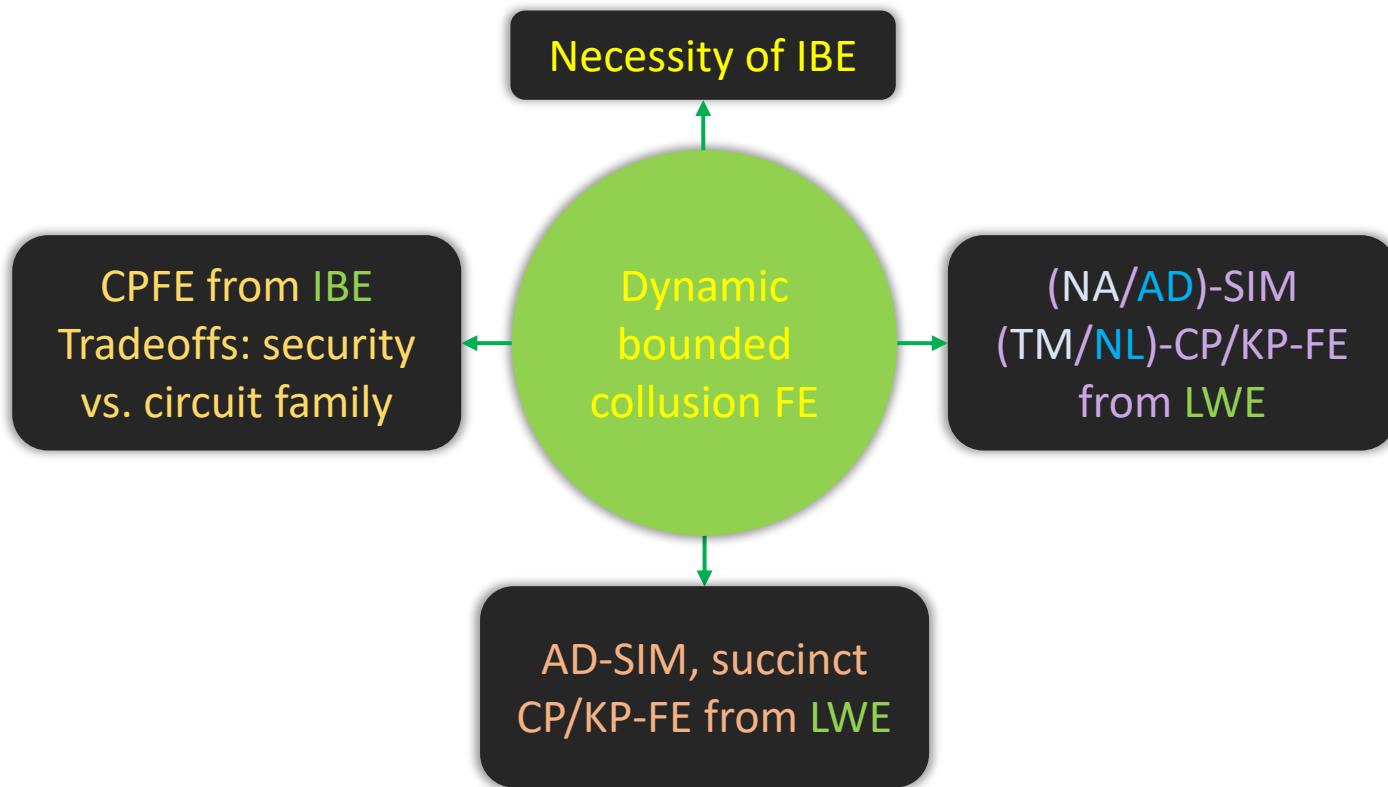 Necessity of IBE
CPFE from IBE
Tradeoffs: security
vs. circuit family
Dynamic
bounded
collusion FE
(NA/AD)-SIM
(TM/NL)-CP/KP-FE
from LWE
AD-SIM, succinct
CP/KP-FE from LWE